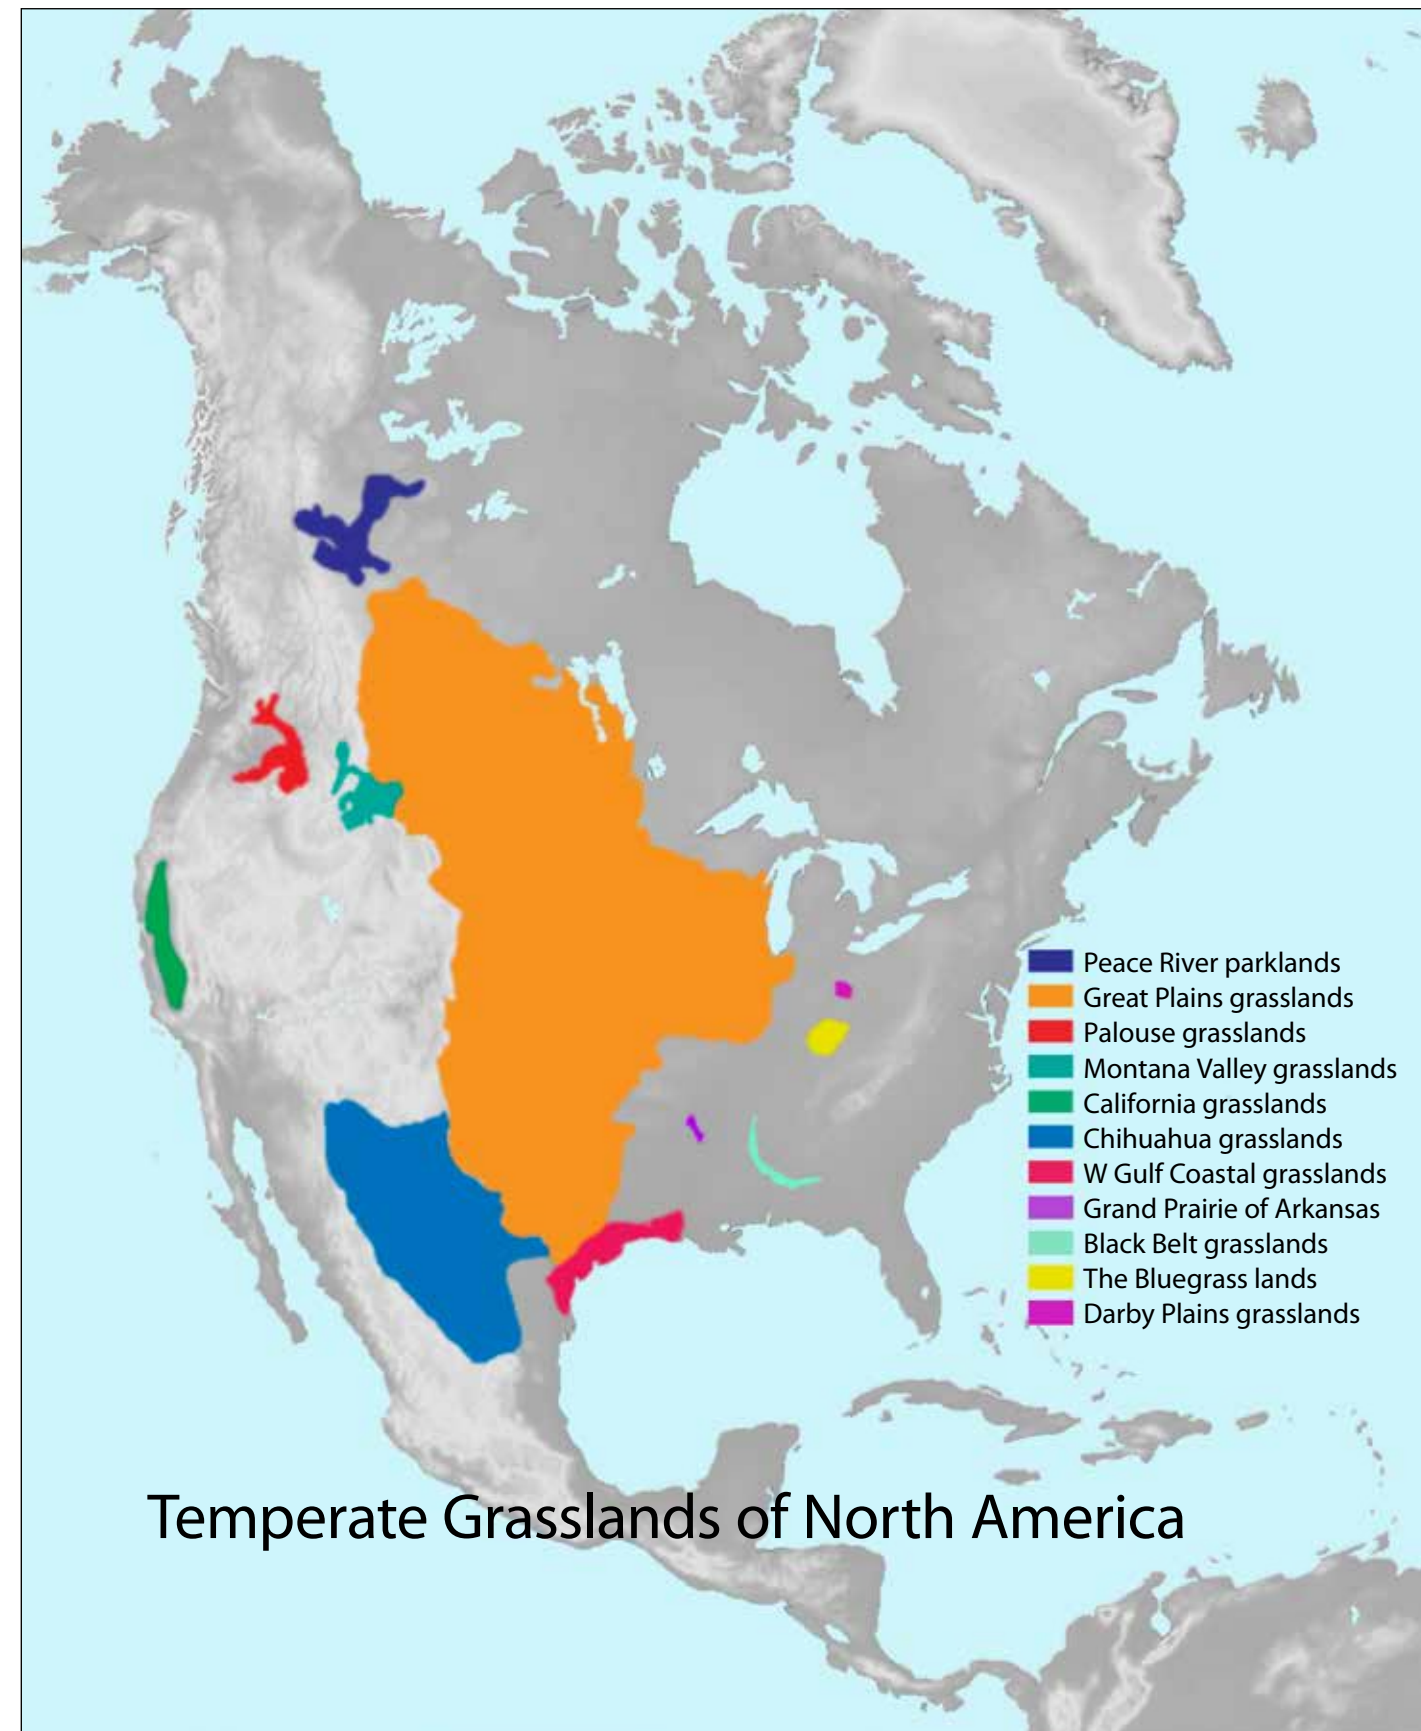 Peace River parklands
Great Plains grasslands
Palouse grasslands
Montana Valley grasslands
California grasslands
Chihuahua grasslands
W Gulf Coastal grasslands
Grand Prairie of Arkansas
Black Belt grasslands
The Bluegrass lands
Darby Plains grasslands
Temperate Grasslands of North America